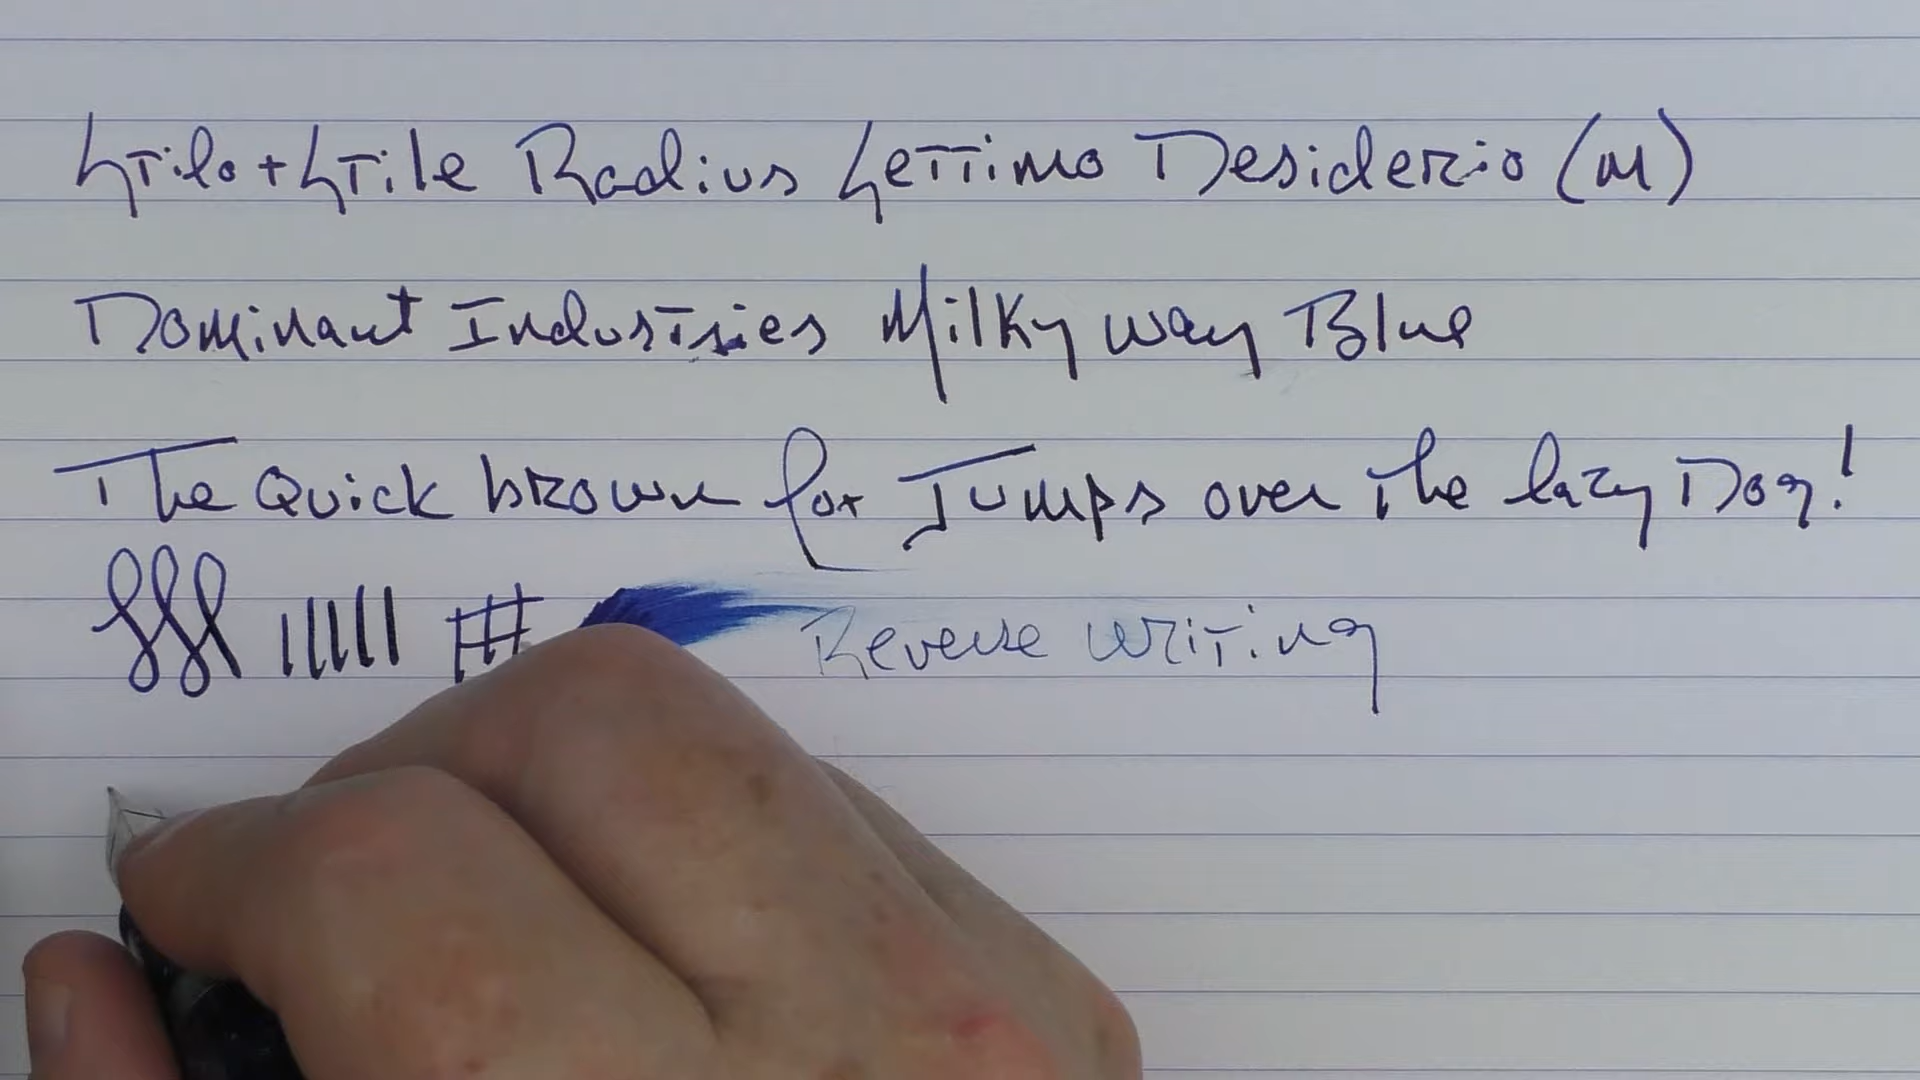 Stilo + Stile Radius Settimo Desiderio (M)
Dominant Industries Milky Way Blue
The Quick brown fox Jumps over The lazy Dog!
Reverse writing